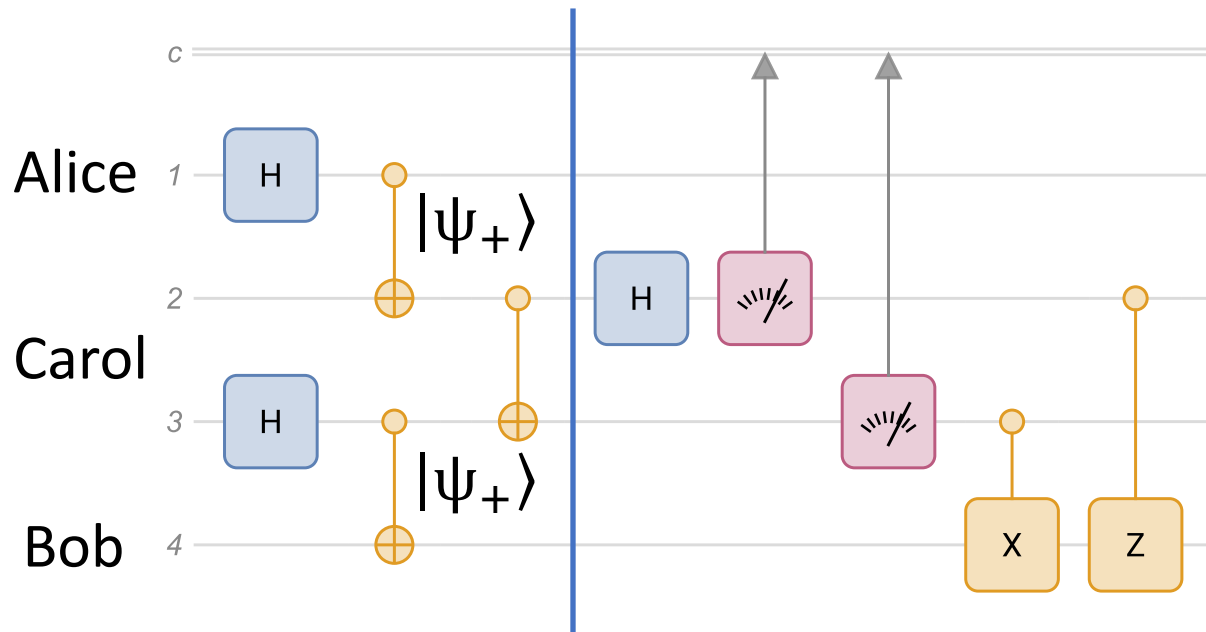 c
Alice 1 H
|ψ₊⟩
2 H
Carol
3 H
|ψ₊⟩
Bob 4 X Z